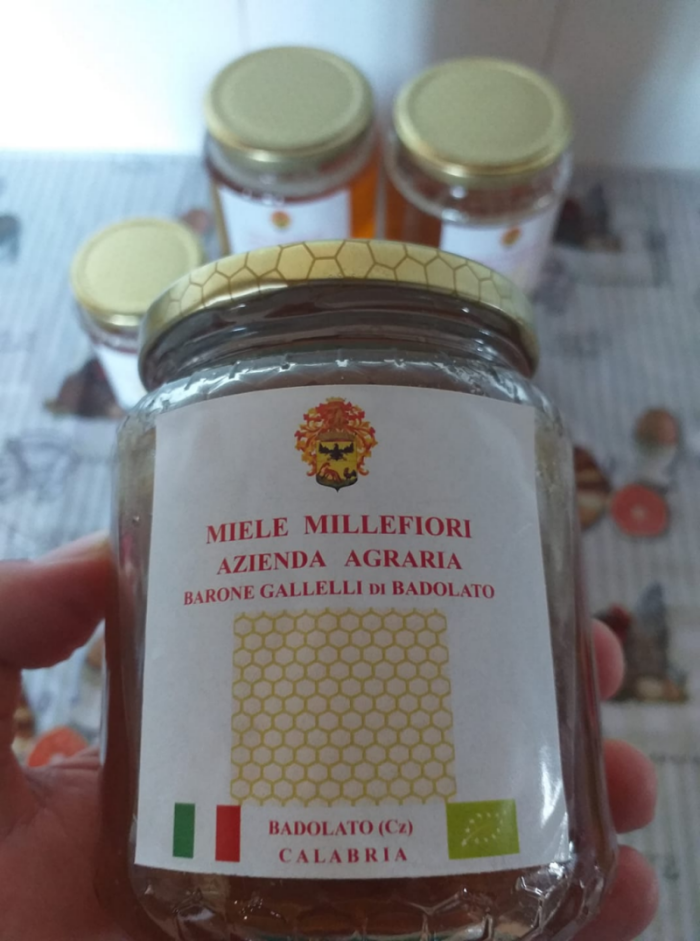 MIELE MILLEFIORI
AZIENDA AGRARIA
BARONE GALLELLI DI BADOLATO
BADOLATO (CZ)
CALABRIA